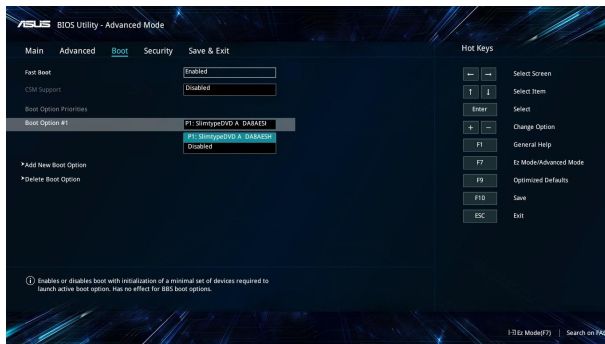 ASUS BIOS Utility - Advanced Mode
Main Advanced Boot Security Save & Exit
Hot Keys
Fast Boot Enabled
CSM Support Disabled
Boot Option Priorities
Boot Option #1 P1: SlimtypeDVD A DA8AESH
P1: SlimtypeDVD A DA8AESH
Disabled
Add New Boot Option
Delete Boot Option
← → Select Screen
↑ ↓ Select Item
Enter Select
+ − Change Option
F1 General Help
F7 Ez Mode/Advanced Mode
F9 Optimized Defaults
F10 Save
ESC Exit
Enables or disables boot with initialization of a minimal set of devices required to
launch active boot option. Has no effect for BBS boot options.
Ez Mode(F7) | Search on FAQ